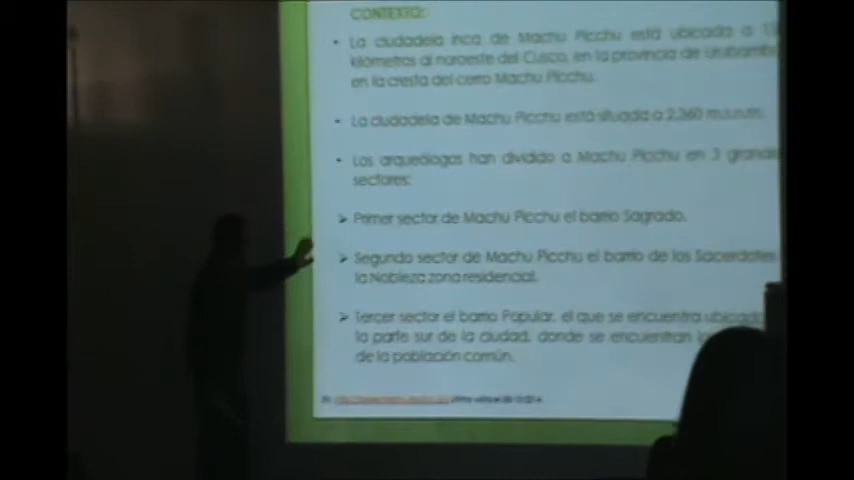 CONTEXTO:
• La ciudadela inca de Machu Picchu está ubicada a
kilómetros al noroeste del Cusco, en la provincia de Urubamba
en la cresta del cerro Machu Picchu.
• La ciudadela de Machu Picchu está situada a 2,360 m.s.n.m.
• Los arqueólogos han dividido a Machu Picchu en 3 grandes
sectores:
➢ Primer sector de Machu Picchu el barrio Sagrado.
➢ Segundo sector de Machu Picchu el barrio de los Sacerdotes
la Nobleza zona residencial.
➢ Tercer sector el barrio Popular, el que se encuentra ubicado
la parte sur de la ciudad, donde se encuentran
de la población común.